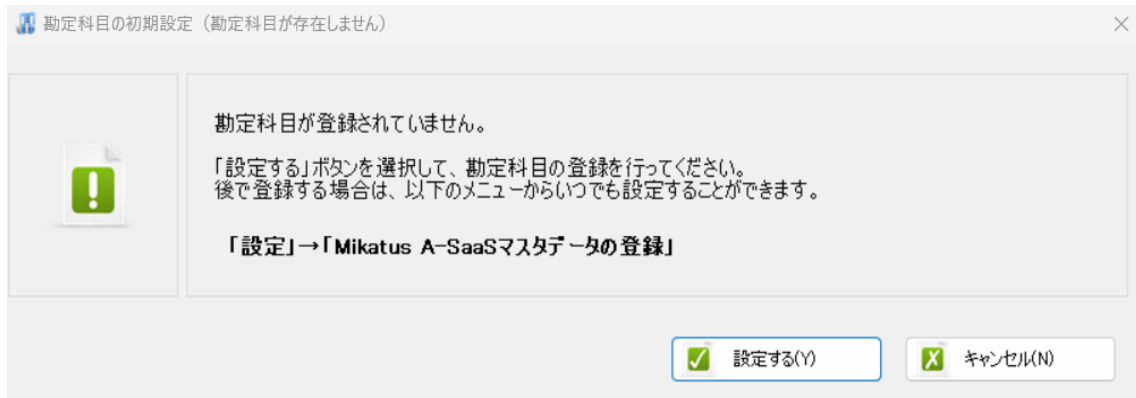 勘定科目の初期設定（勘定科目が存在しません）
勘定科目が登録されていません。
「設定する」ボタンを選択して、勘定科目の登録を行ってください。
後で登録する場合は、以下のメニューからいつでも設定することができます。
「設定」→「Mikatus A-SaaSマスタデータの登録」
設定する(Y)
キャンセル(N)